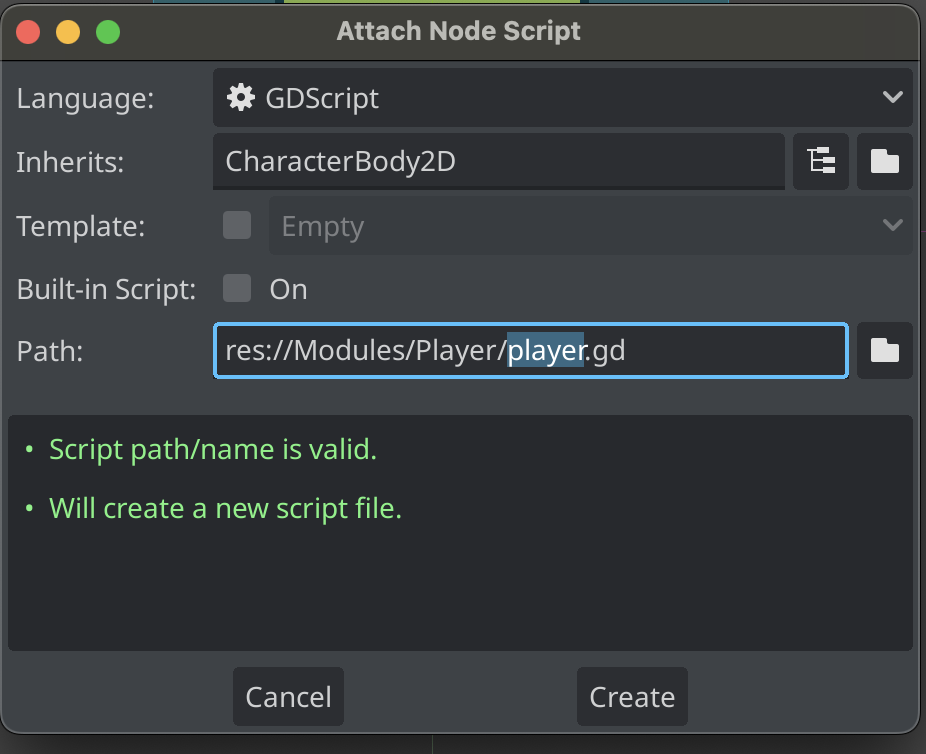 Attach Node Script
Language: GDScript
Inherits: CharacterBody2D
Template: Empty
Built-in Script: On
Path: res://Modules/Player/player.gd
• Script path/name is valid.
• Will create a new script file.
Cancel Create